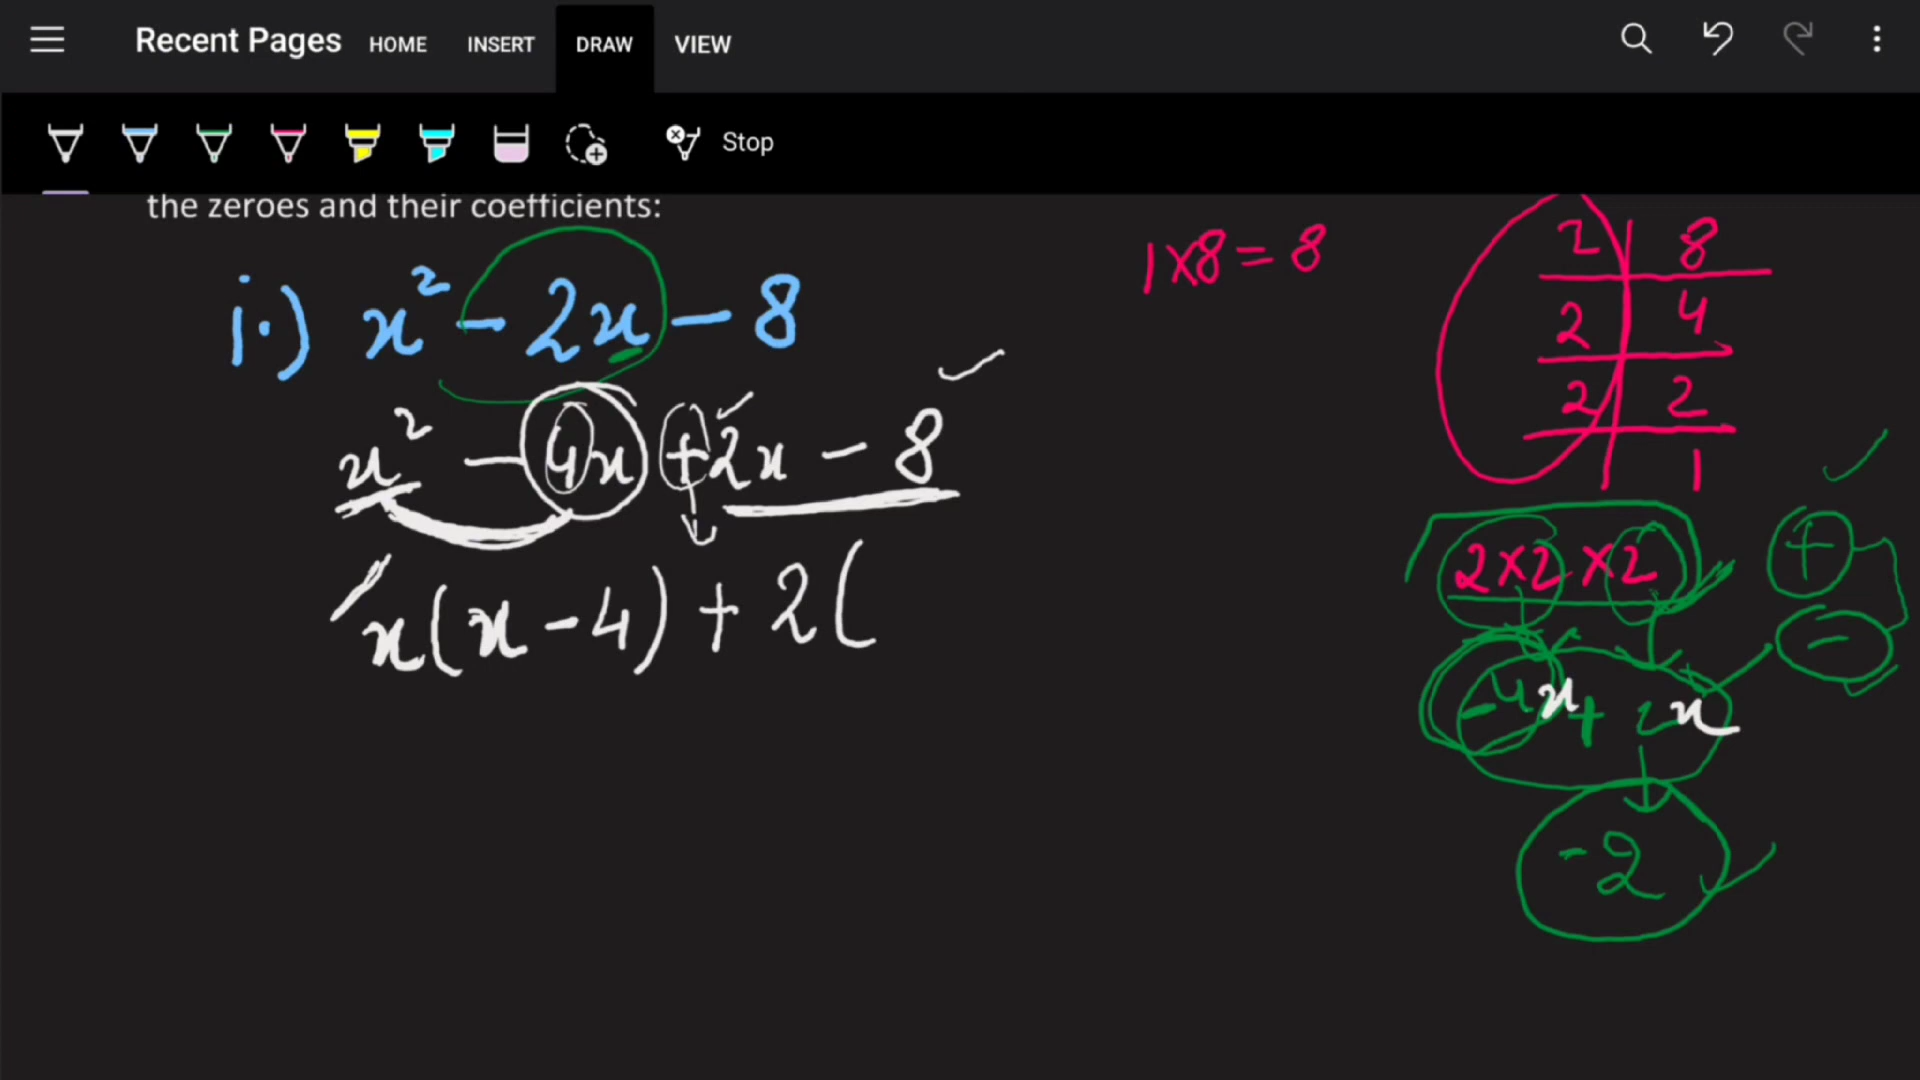 Recent Pages HOME INSERT DRAW VIEW
Stop
the zeroes and their coefficients:
i.) x² - 2x - 8
x² - 4x + 2x - 8
x(x - 4) + 2(
1×8 = 8
2 | 8
2 | 4
2 | 2
1
2×2×2
+
-
-4x + 2x
-2